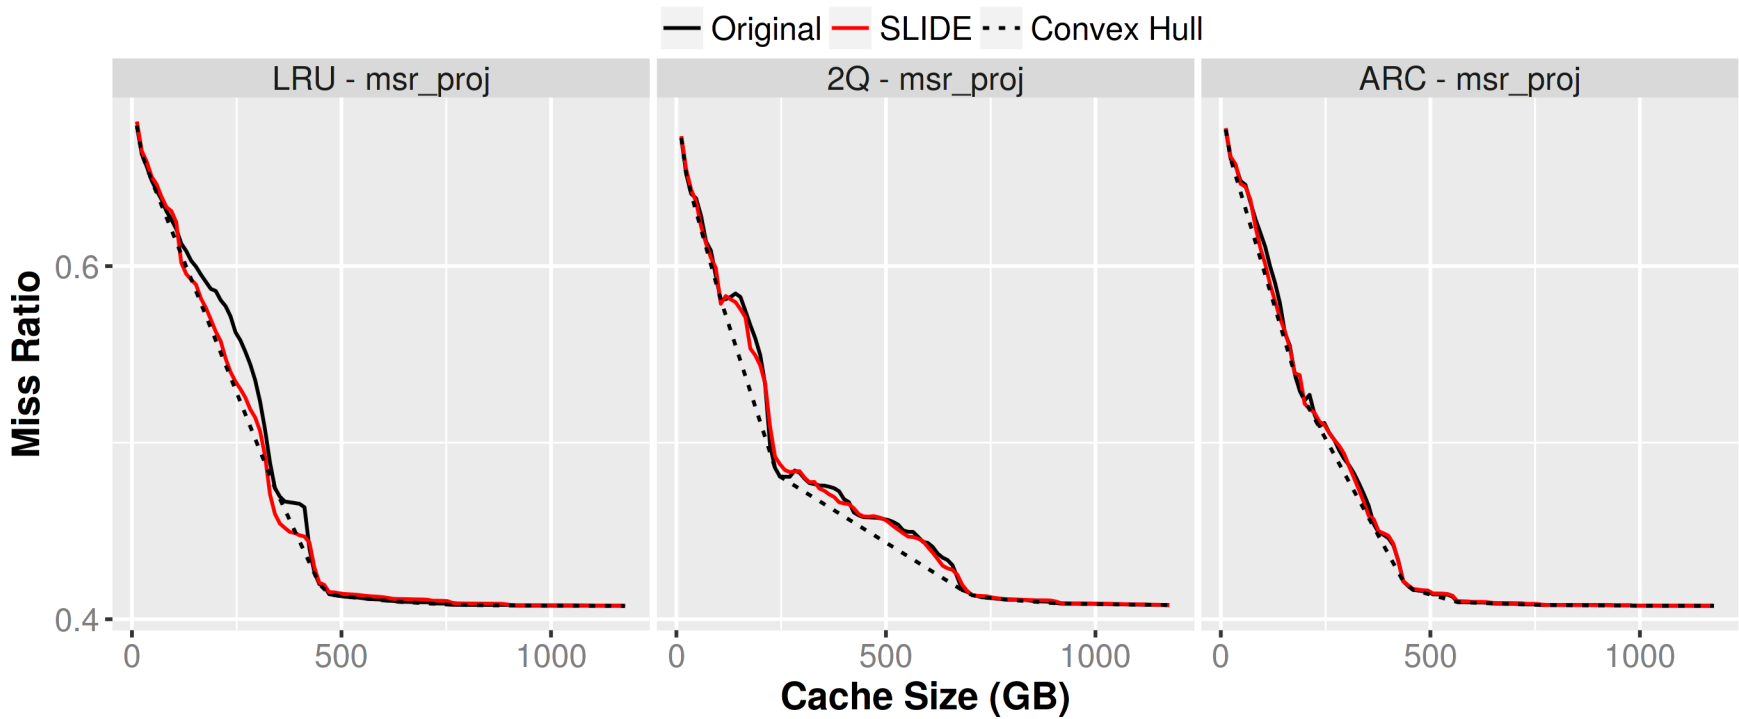 Original SLIDE Convex Hull
LRU - msr_proj
2Q - msr_proj
ARC - msr_proj
Miss Ratio
0.6
0.4
0 500 1000
0 500 1000
0 500 1000
Cache Size (GB)